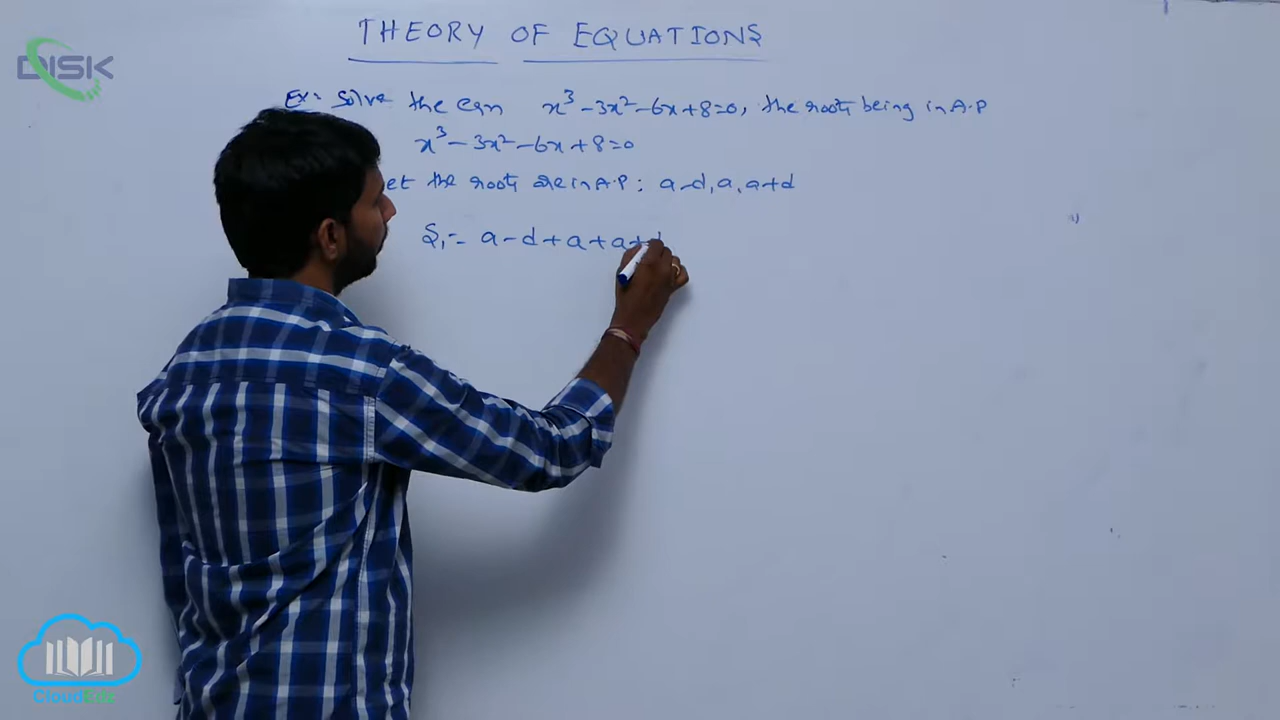 THEORY OF EQUATIONS
DISK
Ex: Solve the eqn x³-3x²-6x+8=0, the roots being in A.P
x³-3x²-6x+8=0
et the roots are in A.P: a-d, a, a+d
S₁ = a-d+a+a+d
CloudEdz